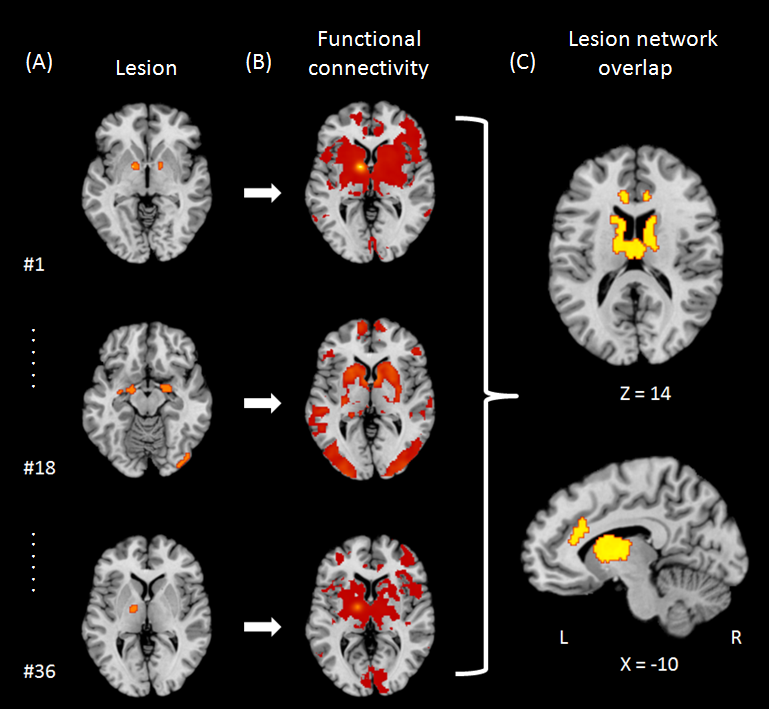 (A)
Lesion
(B)
Functional
connectivity
(C)
Lesion network
overlap
#1
#18
#36
Z = 14
L
R
X = -10